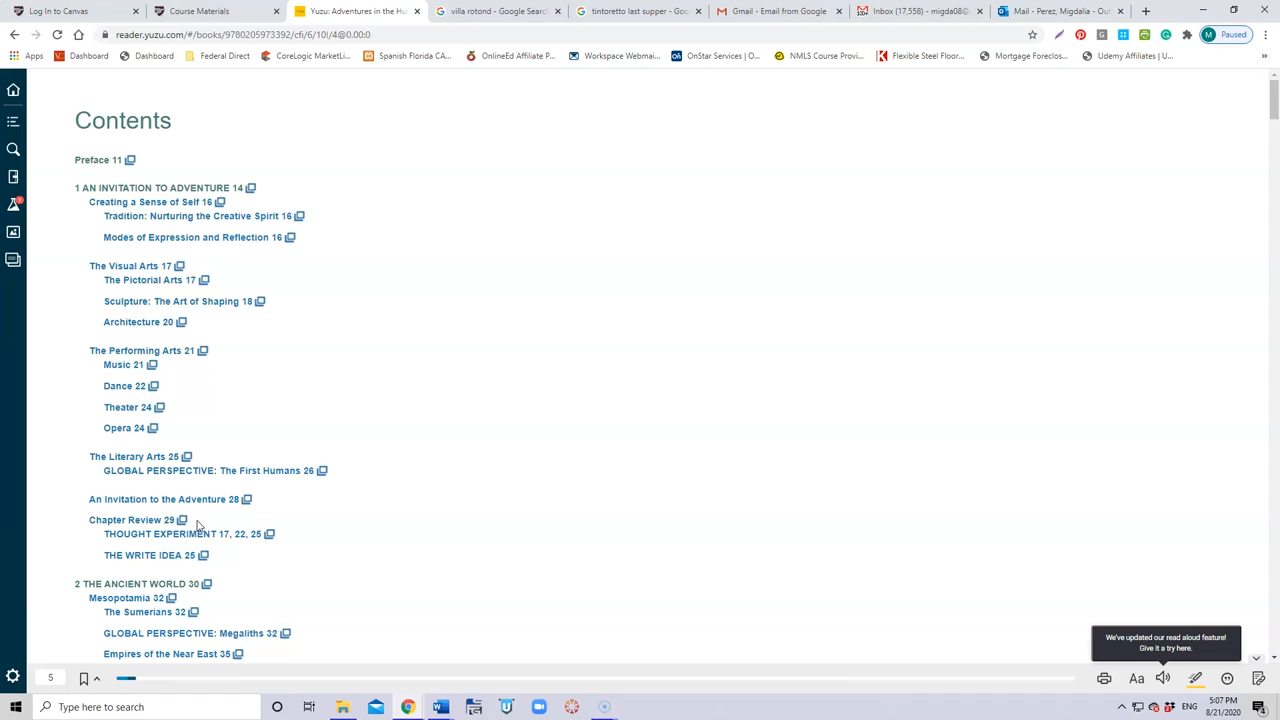 Log In to Canvas
Course Materials
Yuzu: Adventures in the Hu
villa rotond - Google Searc
tintoretto last supper - Goo
Gmail - Email from Google
Inbox (17,558) - migda08@
Mail - Perez, Migdalia - Out
reader.yuzu.com/#/books/9780205973392/cfi/6/10!/4@0.00:0
M Paused
Apps
Dashboard
Dashboard
Federal Direct
CoreLogic MarketLi...
Spanish Florida CA...
OnlineEd Affiliate P...
Workspace Webmai...
OnStar Services | O...
NMLS Course Provi...
Flexible Steel Floor...
Mortgage Foreclos...
Udemy Affiliates | U...
Contents
Preface 11
1 AN INVITATION TO ADVENTURE 14
Creating a Sense of Self 16
Tradition: Nurturing the Creative Spirit 16
Modes of Expression and Reflection 16
The Visual Arts 17
The Pictorial Arts 17
Sculpture: The Art of Shaping 18
Architecture 20
The Performing Arts 21
Music 21
Dance 22
Theater 24
Opera 24
The Literary Arts 25
GLOBAL PERSPECTIVE: The First Humans 26
An Invitation to the Adventure 28
Chapter Review 29
THOUGHT EXPERIMENT 17, 22, 25
THE WRITE IDEA 25
2 THE ANCIENT WORLD 30
Mesopotamia 32
The Sumerians 32
GLOBAL PERSPECTIVE: Megaliths 32
Empires of the Near East 35
We've updated our read aloud feature!
Give it a try here.
5
Aa
Type here to search
ENG
5:07 PM
8/21/2020